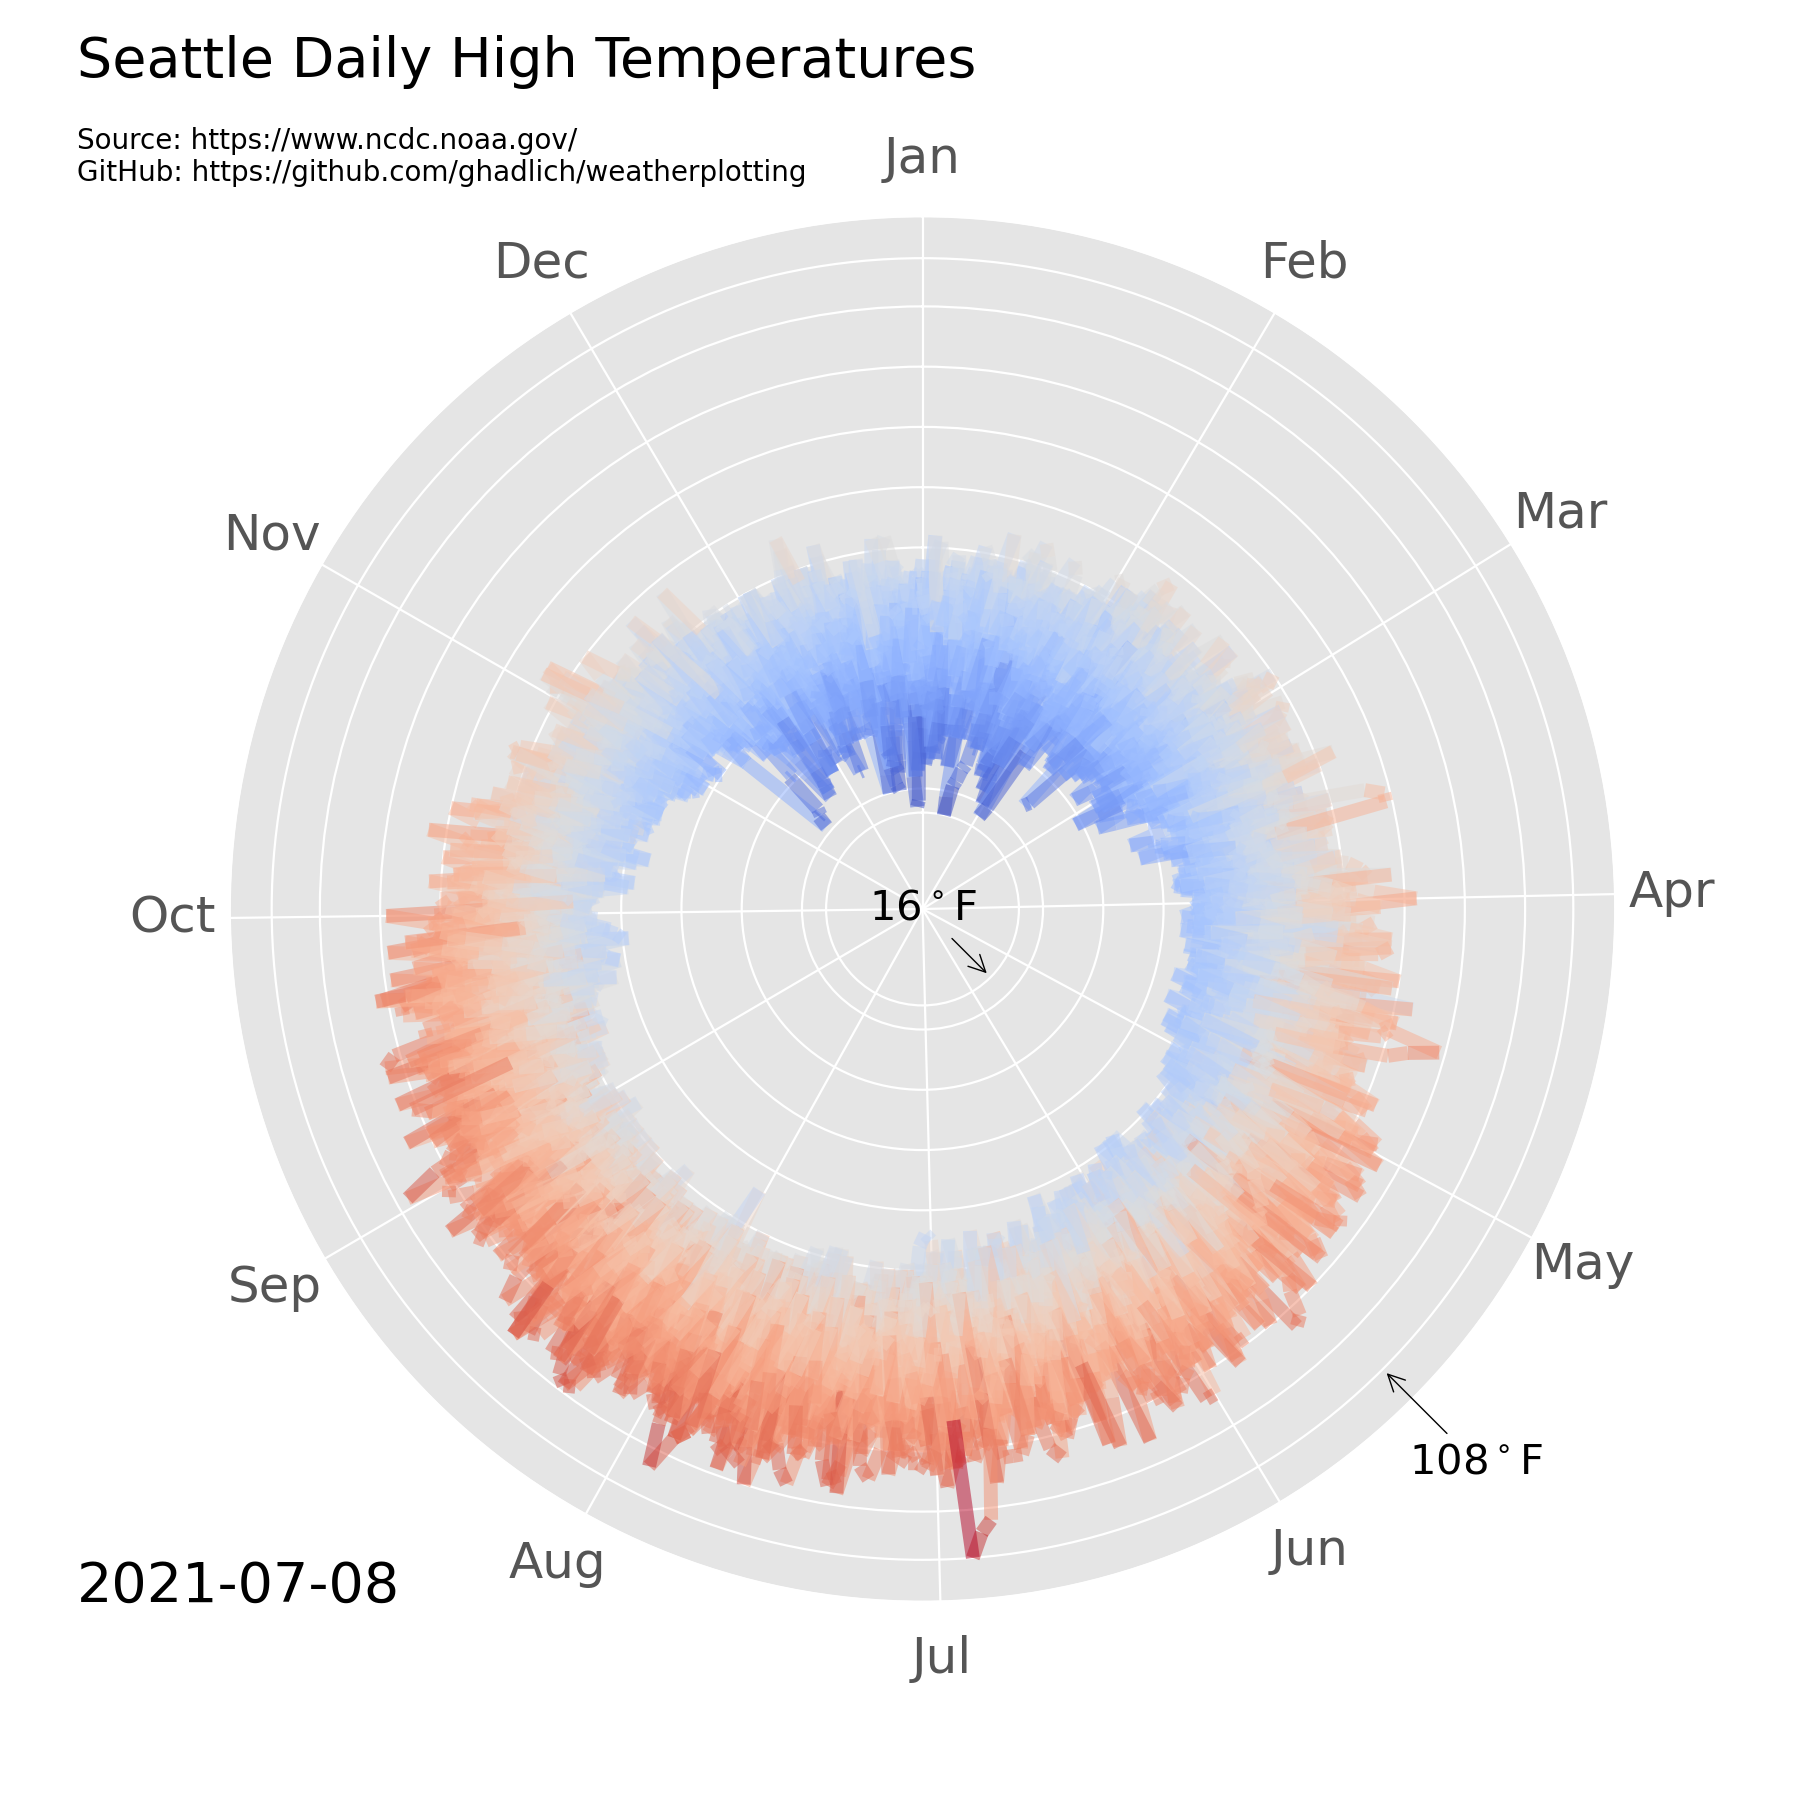 Seattle Daily High Temperatures
Source: https://www.ncdc.noaa.gov/
GitHub: https://github.com/ghadlich/weatherplotting
Jan
Dec
Feb
Nov
Mar
Oct
16°F
Apr
Sep
May
108°F
Aug
Jun
2021-07-08
Jul